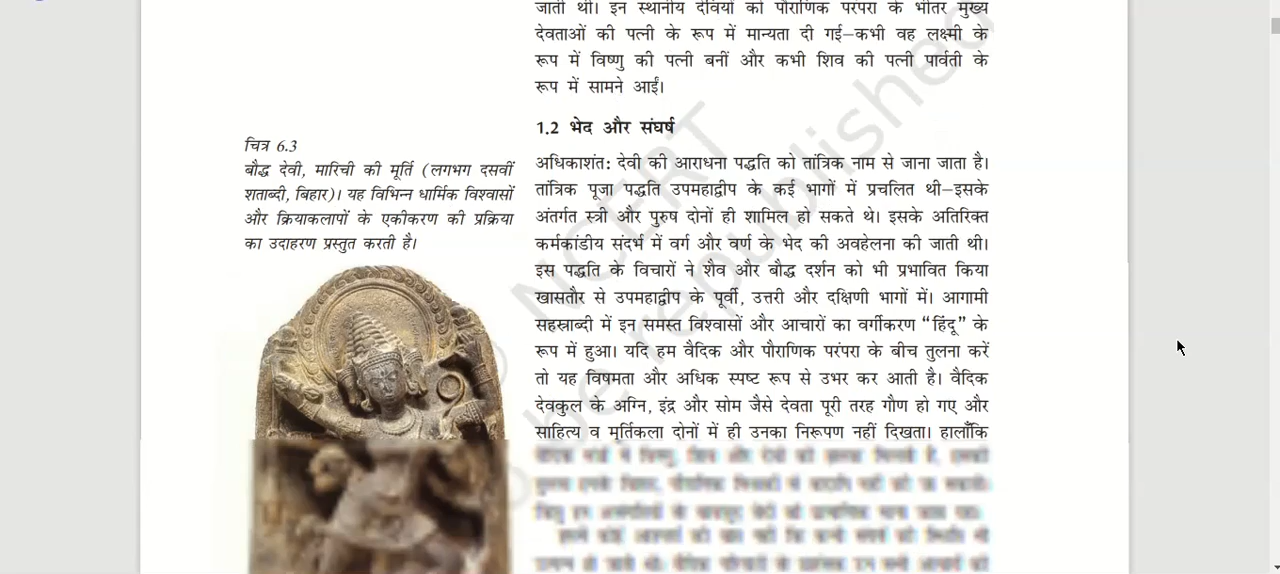 जाती थी। इन स्थानीय देवियों को पौराणिक परंपरा के भीतर मुख्य
देवताओं की पत्नी के रूप में मान्यता दी गई–कभी वह लक्ष्मी के
रूप में विष्णु की पत्नी बनीं और कभी शिव की पत्नी पार्वती के
रूप में सामने आईं।
1.2 भेद और संघर्ष
अधिकाशंत: देवी की आराधना पद्धति को तांत्रिक नाम से जाना जाता है।
तांत्रिक पूजा पद्धति उपमहाद्वीप के कई भागों में प्रचलित थी–इसके
अंतर्गत स्त्री और पुरुष दोनों ही शामिल हो सकते थे। इसके अतिरिक्त
कर्मकांडीय संदर्भ में वर्ग और वर्ण के भेद की अवहेलना की जाती थी।
इस पद्धति के विचारों ने शैव और बौद्ध दर्शन को भी प्रभावित किया
खासतौर से उपमहाद्वीप के पूर्वी, उत्तरी और दक्षिणी भागों में। आगामी
सहस्राब्दी में इन समस्त विश्वासों और आचारों का वर्गीकरण “हिंदू” के
रूप में हुआ। यदि हम वैदिक और पौराणिक परंपरा के बीच तुलना करें
तो यह विषमता और अधिक स्पष्ट रूप से उभर कर आती है। वैदिक
देवकुल के अग्नि, इंद्र और सोम जैसे देवता पूरी तरह गौण हो गए और
साहित्य व मूर्तिकला दोनों में ही उनका निरूपण नहीं दिखता। हालाँकि
चित्र 6.3
बौद्ध देवी, मारिची की मूर्ति (लगभग दसवीं
शताब्दी, बिहार)। यह विभिन्न धार्मिक विश्वासों
और क्रियाकलापों के एकीकरण की प्रक्रिया
का उदाहरण प्रस्तुत करती है।
© NCERT
be republished